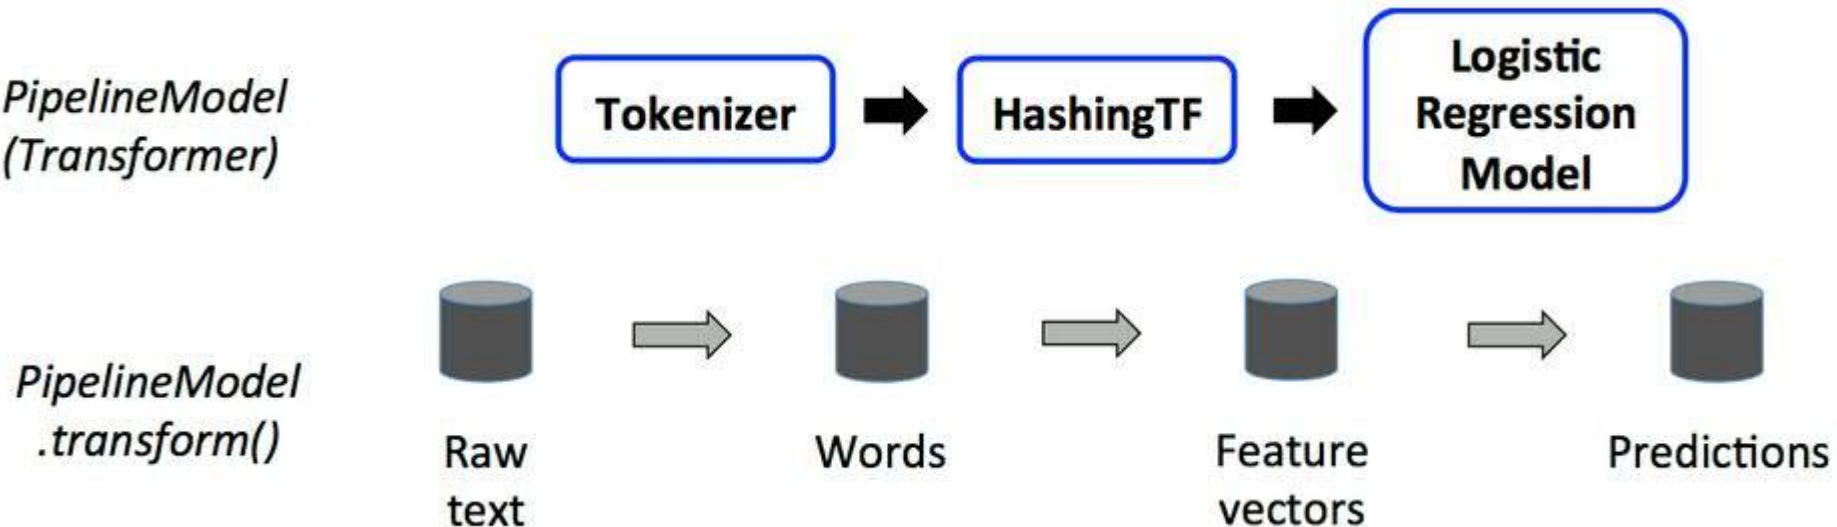 PipelineModel
(Transformer)
Tokenizer
HashingTF
Logistic
Regression
Model
PipelineModel
.transform()
Raw
text
Words
Feature
vectors
Predictions